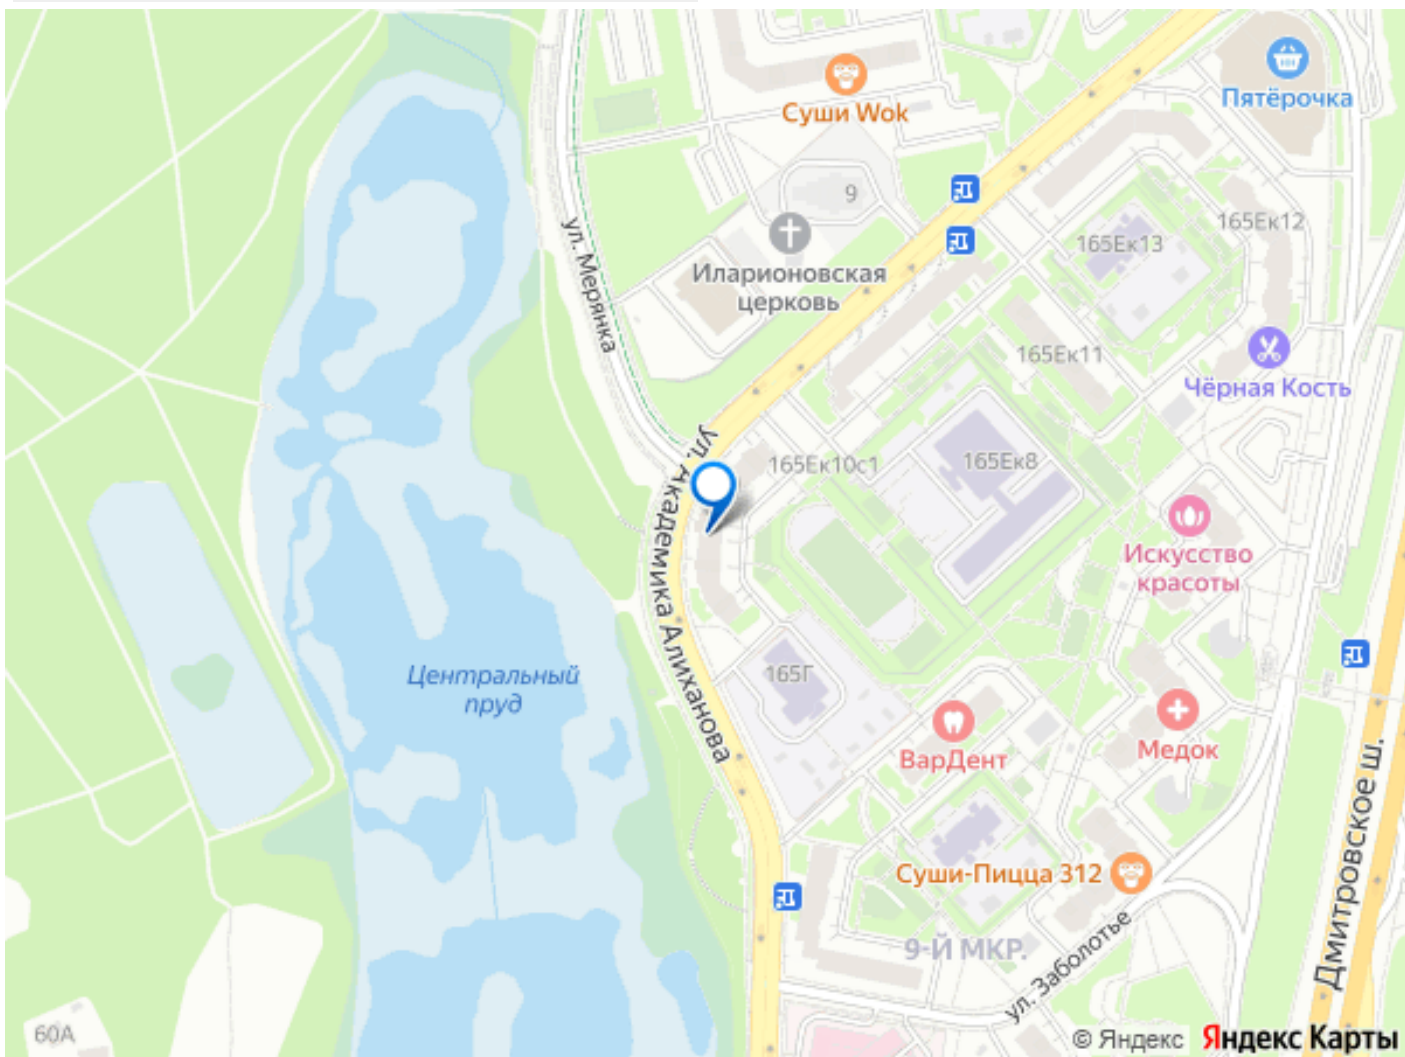 Суши Wok
Пятёрочка
9
165Ек12
165Ек13
ул. Мерянка
Иларионовская
церковь
165Ек11
Чёрная Кость
ул. Академика Алиханова
165Ек10с1
165Ек8
Искусство
красоты
Центральный
пруд
165Г
ВарДент
Медок
Дмитровское ш.
Суши-Пицца 312
9-Й МКР.
ул. Заболотье
60А
© Яндекс Яндекс Карты